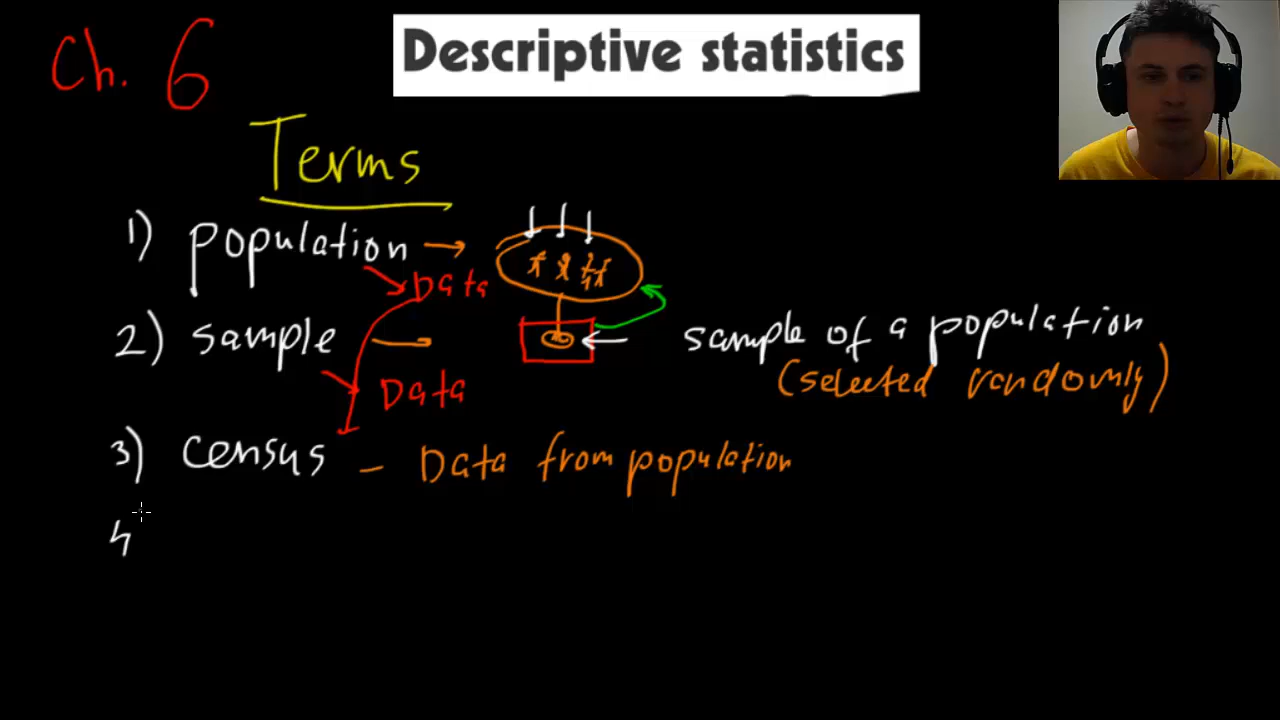 Ch. 6
Descriptive statistics
Terms
1) population
Data
2) sample
sample of a population
(selected randomly)
Data
3) census - Data from population
4